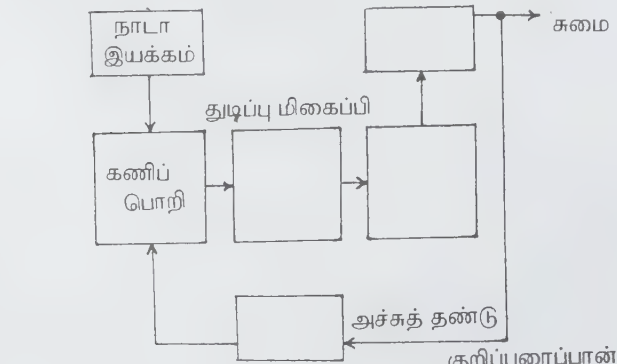 நாடா
இயக்கம்
சுமை
துடிப்பு மிகைப்பி
கணிப்
பொறி
அச்சுத் தண்டு
குறிப்புரைப்பான்